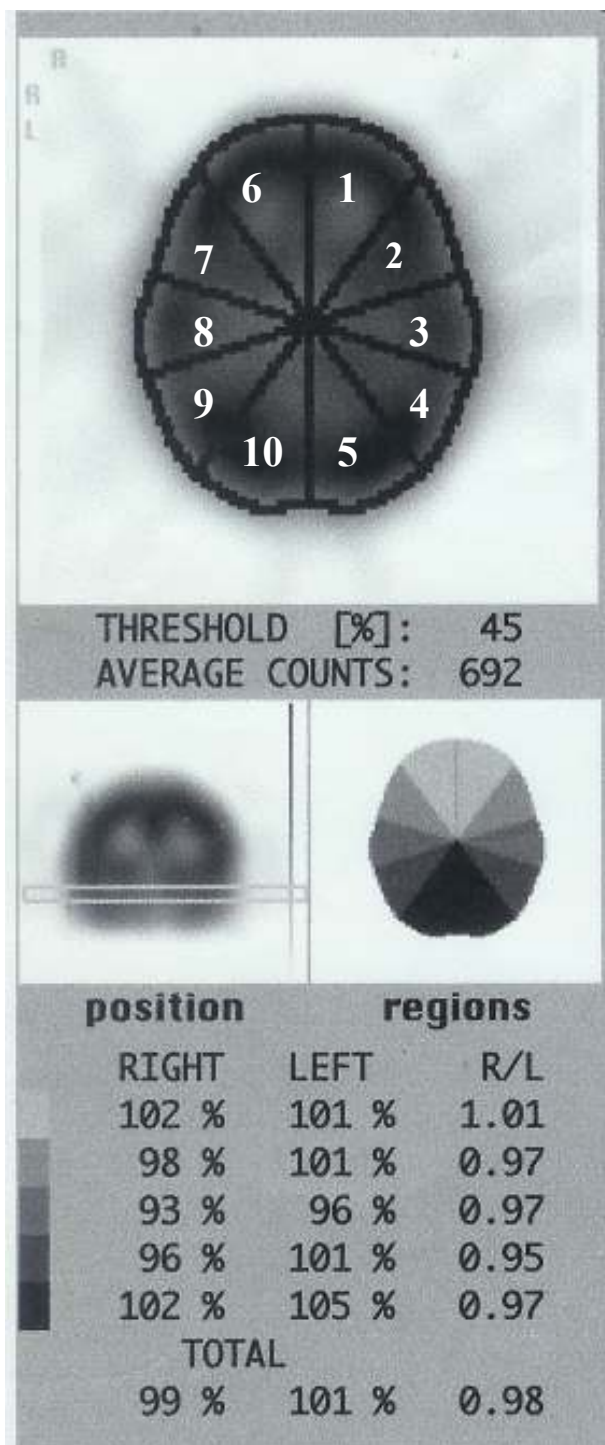 R
R
L
6 1
7 2
8 3
9 4
10 5
THRESHOLD [%]: 45
AVERAGE COUNTS: 692
position regions
RIGHT LEFT R/L
102 % 101 % 1.01
98 % 101 % 0.97
93 % 96 % 0.97
96 % 101 % 0.95
102 % 105 % 0.97
TOTAL
99 % 101 % 0.98